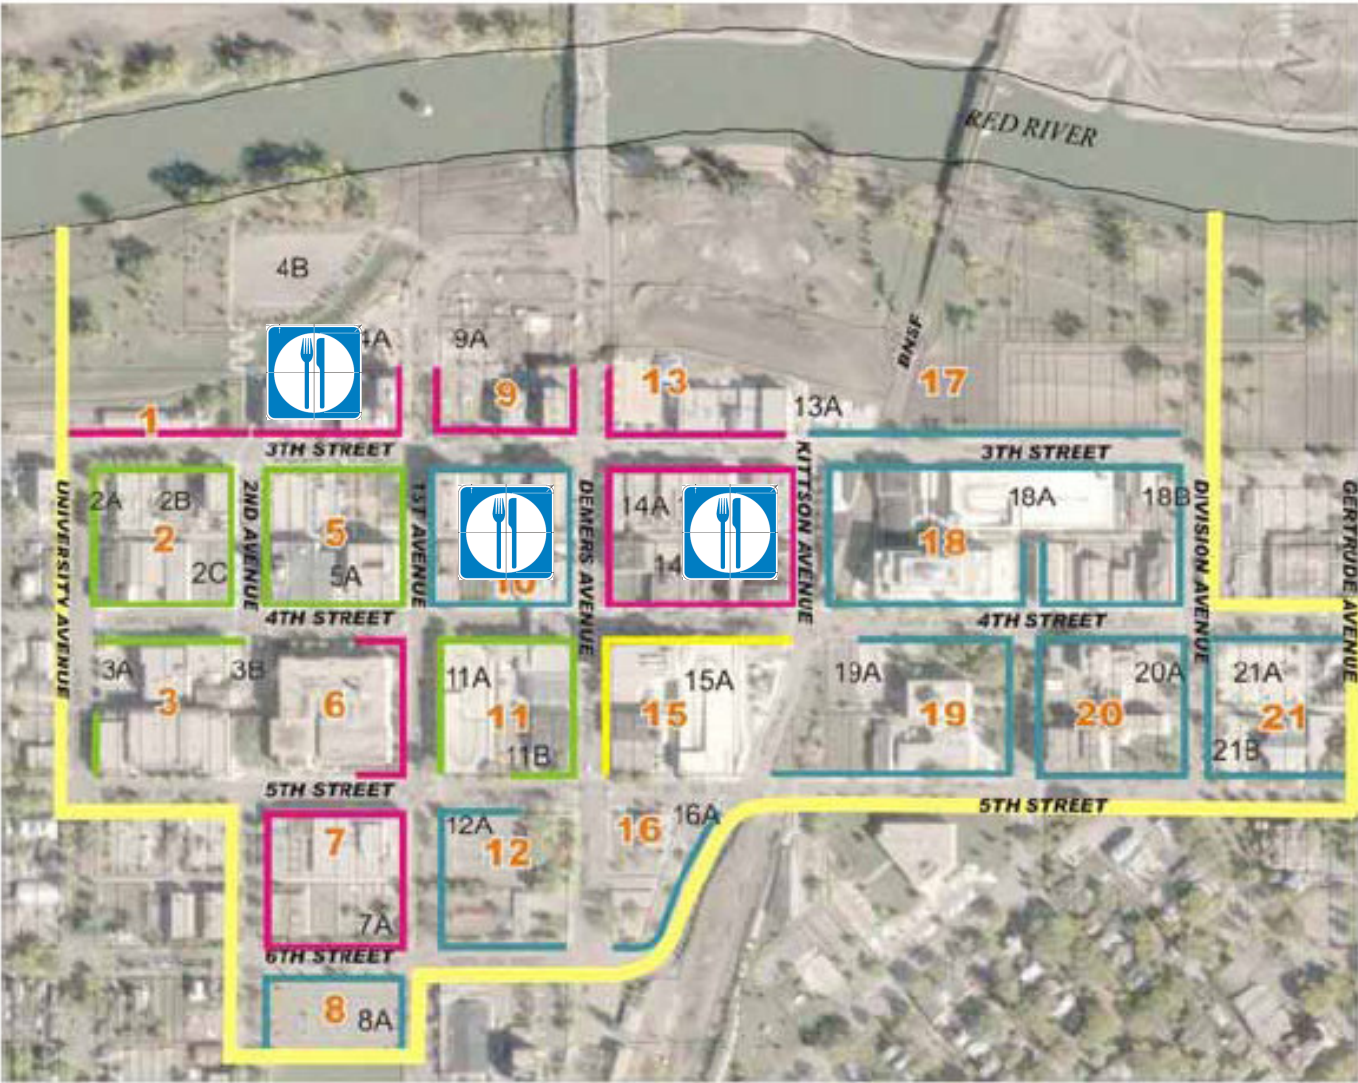 RED RIVER
4B
4A
9A
BNSF
1
9
13
13A
17
3TH STREET
3TH STREET
UNIVERSITY AVENUE
2ND AVENUE
1ST AVENUE
DEMERS AVENUE
KITTSON AVENUE
DIVISION AVENUE
GERTRUDE AVENUE
2A
2B
2
2C
5
5A
10
14A
18A
18B
18
4TH STREET
4TH STREET
3A
3B
3
6
11A
11
11B
15A
15
19A
19
20A
20
21A
21
21B
5TH STREET
5TH STREET
7
7A
12A
12
16A
16
6TH STREET
8
8A